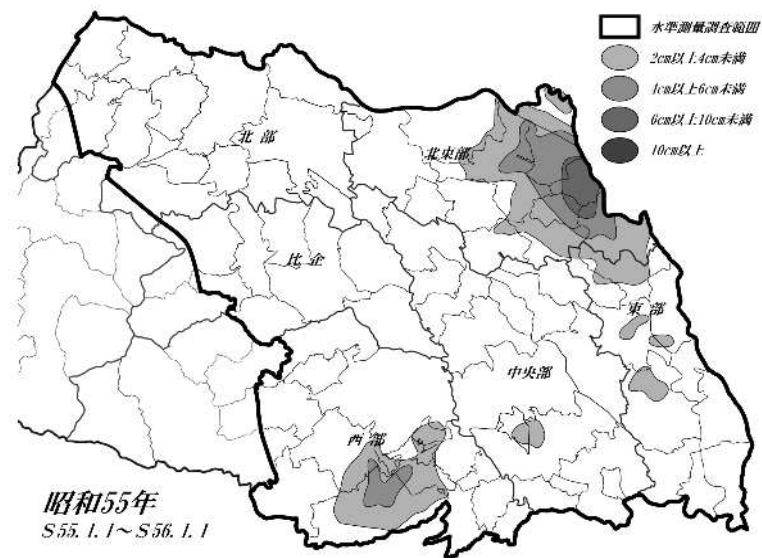 水準測量調査範囲
2cm以上4cm未満
4cm以上6cm未満
6cm以上10cm未満
10cm以上
北部
北東部
比企
東部
中央部
西部
昭和55年
S55.1.1～S56.1.1